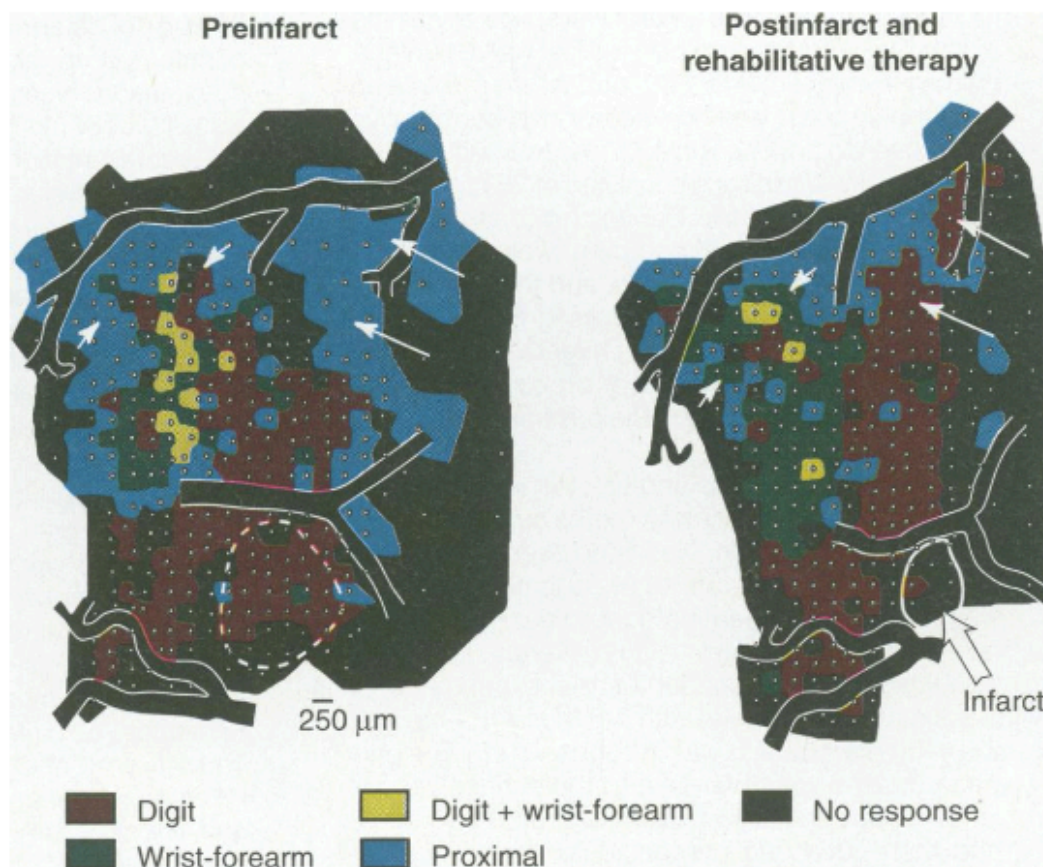 Preinfarct
Postinfarct and
rehabilitative therapy
Infarct
250 μm
Digit
Digit + wrist-forearm
No response
Wrist-forearm
Proximal